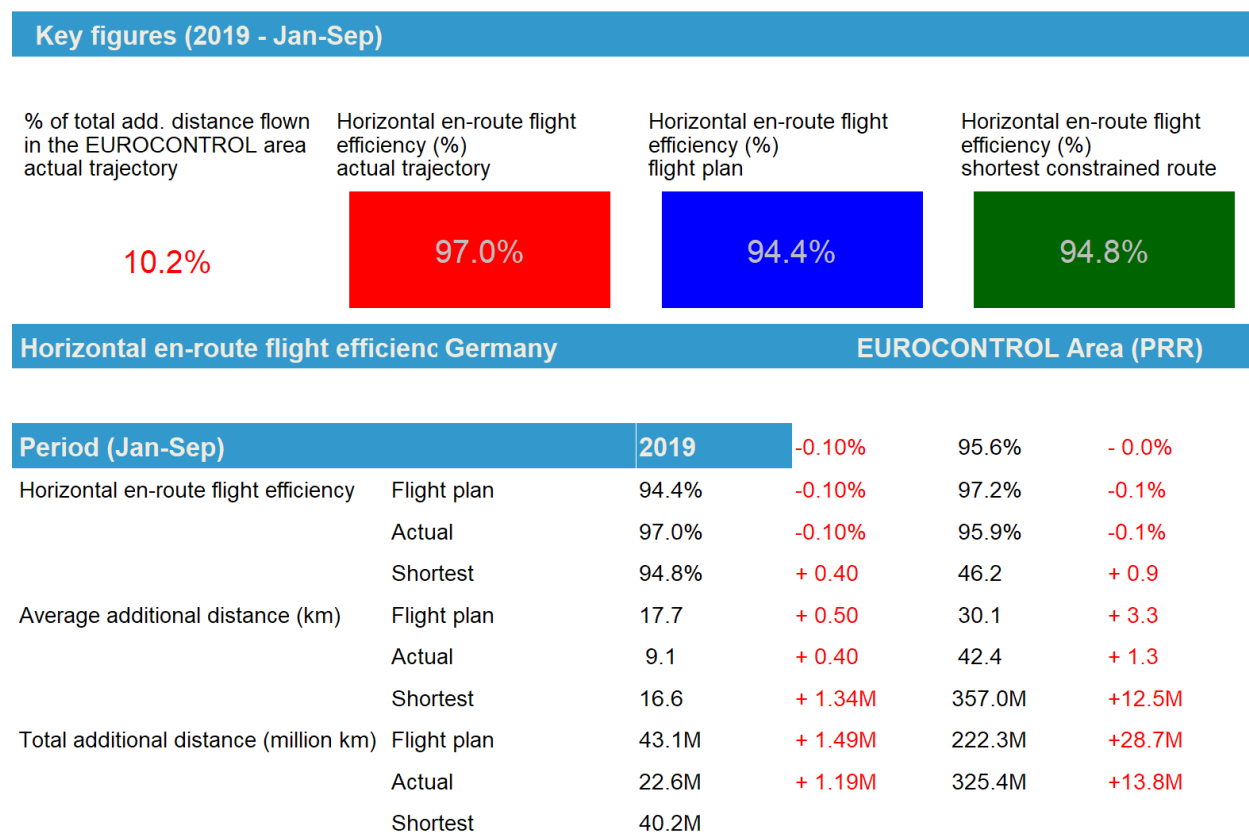 Key figures (2019 - Jan-Sep)
% of total add. distance flown
in the EUROCONTROL area
actual trajectory
10.2%
Horizontal en-route flight
efficiency (%)
actual trajectory
97.0%
Horizontal en-route flight
efficiency (%)
flight plan
94.4%
Horizontal en-route flight
efficiency (%)
shortest constrained route
94.8%
Horizontal en-route flight efficienc Germany EUROCONTROL Area (PRR)
Period (Jan-Sep) 2019 -0.10% 95.6% - 0.0%
Horizontal en-route flight efficiency Flight plan 94.4% -0.10% 97.2% -0.1%
Actual 97.0% -0.10% 95.9% -0.1%
Shortest 94.8% + 0.40 46.2 + 0.9
Average additional distance (km) Flight plan 17.7 + 0.50 30.1 + 3.3
Actual 9.1 + 0.40 42.4 + 1.3
Shortest 16.6 + 1.34M 357.0M +12.5M
Total additional distance (million km) Flight plan 43.1M + 1.49M 222.3M +28.7M
Actual 22.6M + 1.19M 325.4M +13.8M
Shortest 40.2M